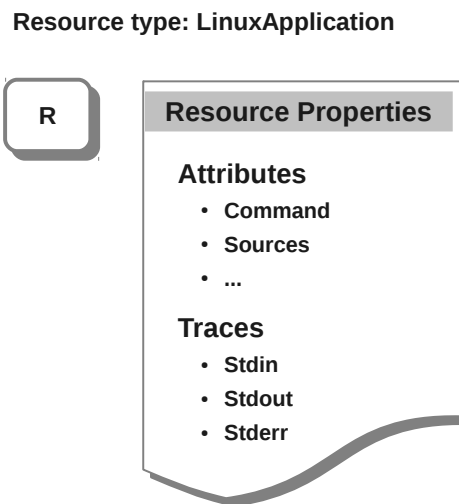 Resource type: LinuxApplication
R
Resource Properties
Attributes
• Command
• Sources
• ...
Traces
• Stdin
• Stdout
• Stderr